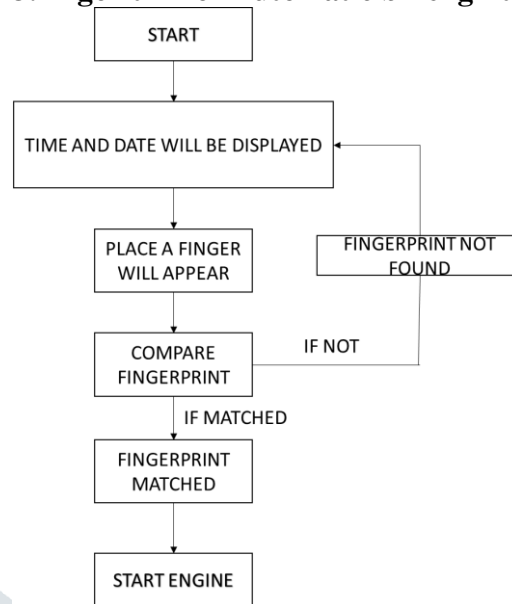 START
TIME AND DATE WILL BE DISPLAYED
PLACE A FINGER
WILL APPEAR
FINGERPRINT NOT
FOUND
COMPARE
FINGERPRINT
IF NOT
IF MATCHED
FINGERPRINT
MATCHED
START ENGINE